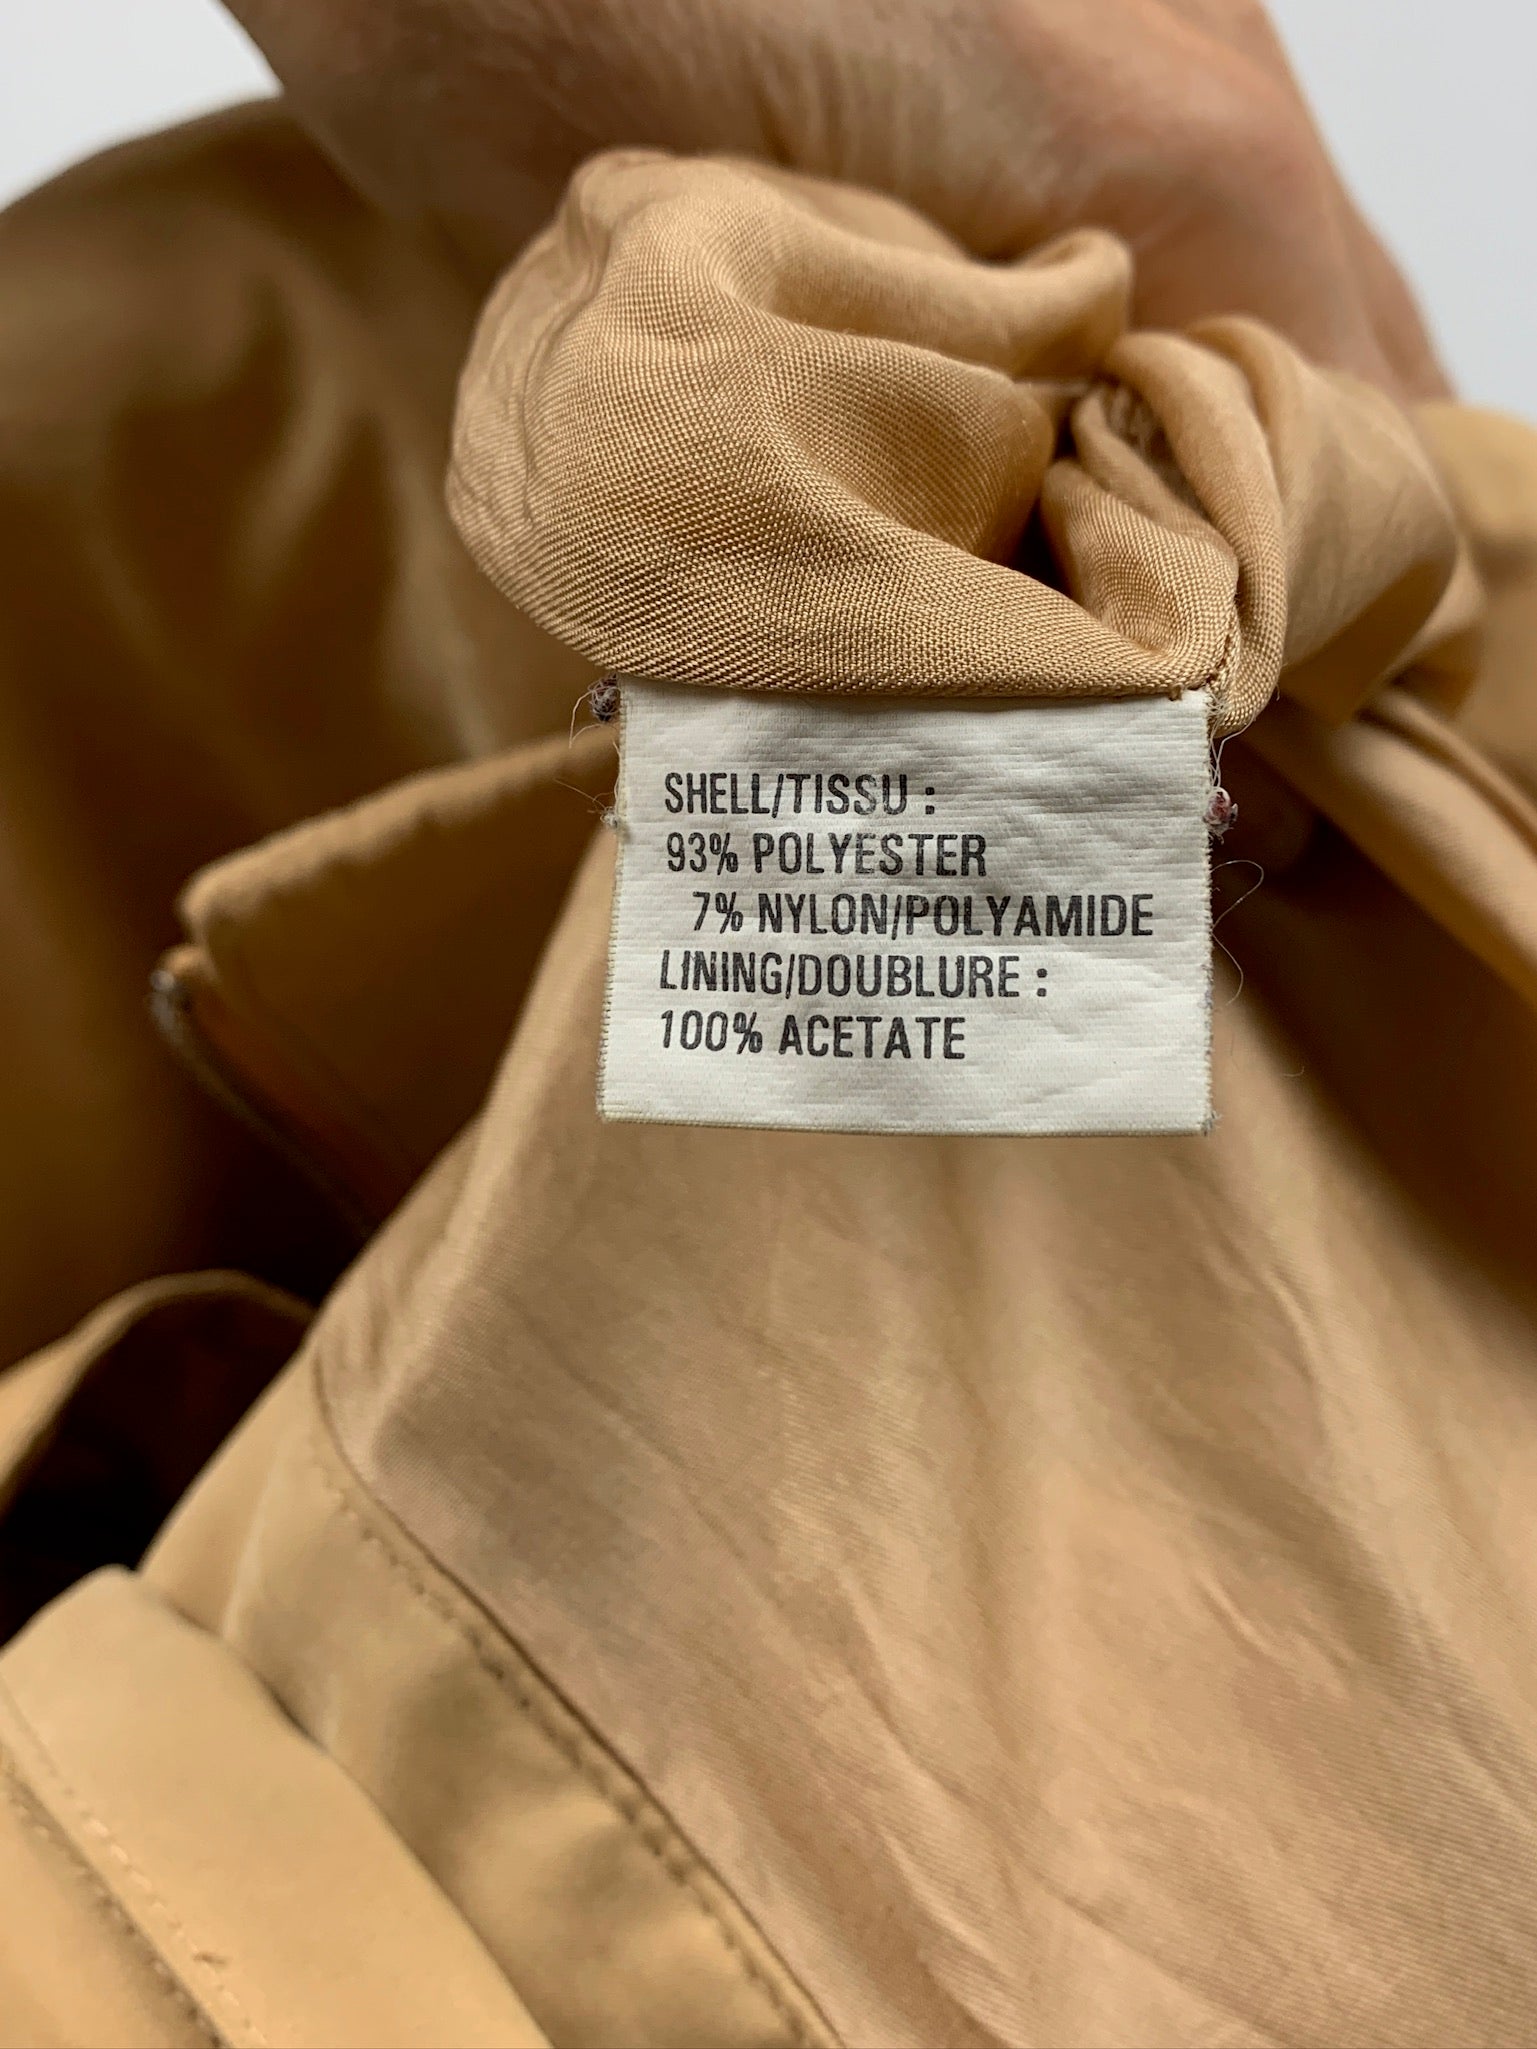 SHELL/TISSU :
93% POLYESTER
7% NYLON/POLYAMIDE
LINING/DOUBLURE :
100% ACETATE